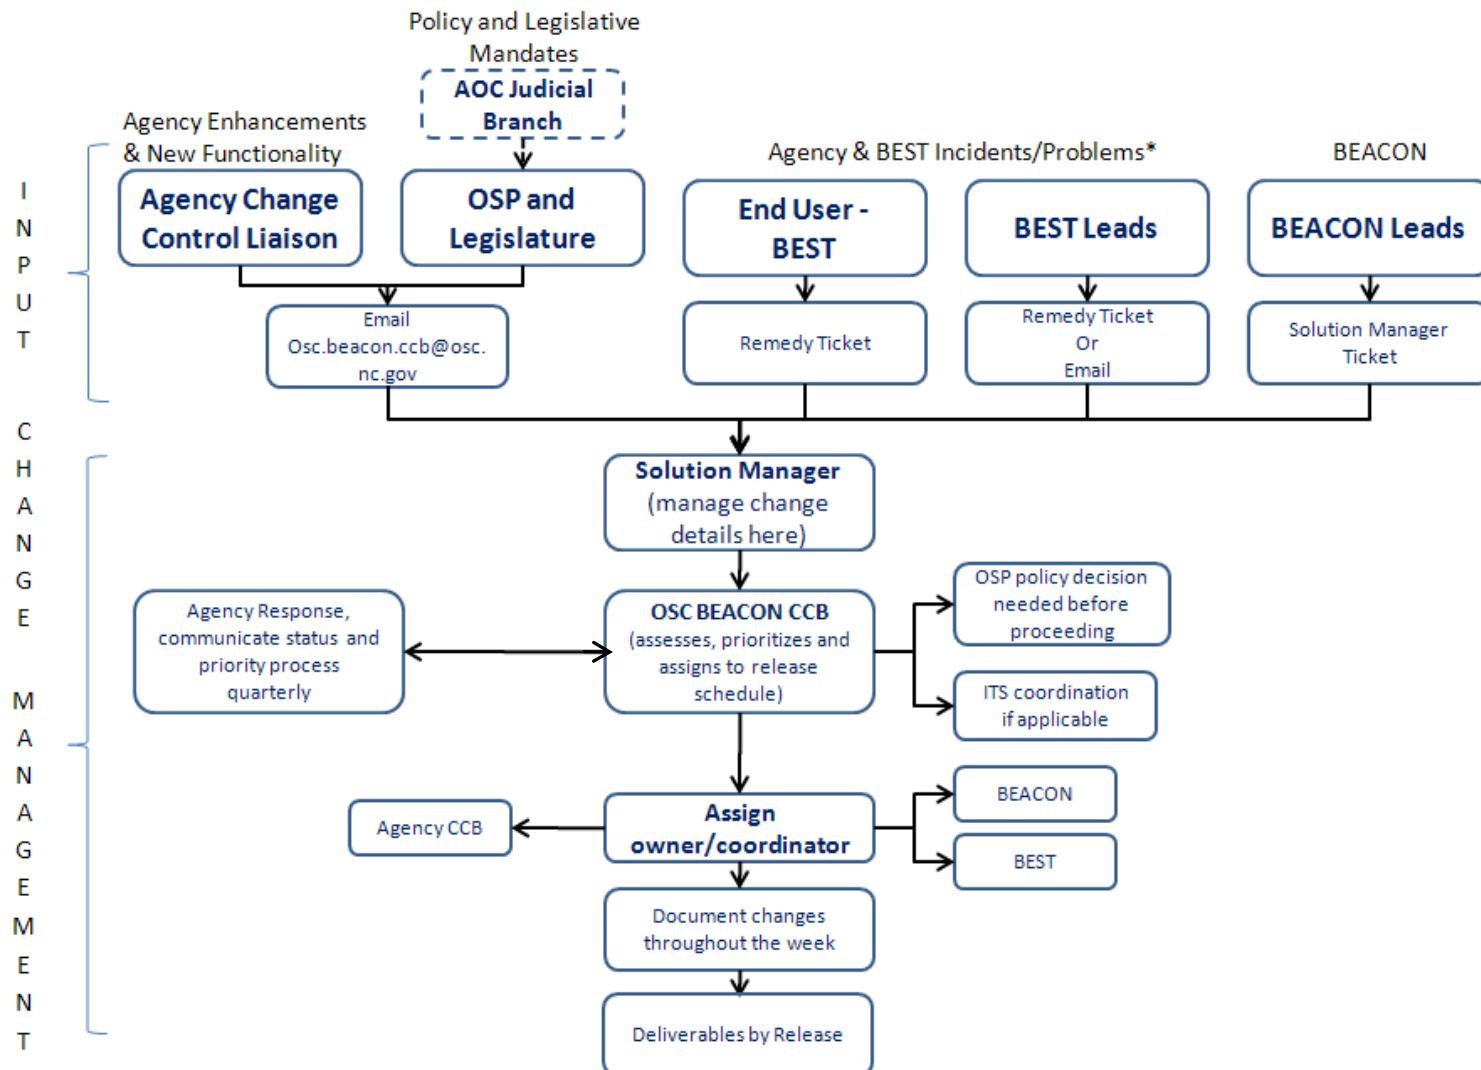 Policy and Legislative
Mandates
AOC Judicial
Branch
Agency Enhancements
& New Functionality
Agency & BEST Incidents/Problems*
BEACON
INPUT
Agency Change
Control Liaison
OSP and
Legislature
End User -
BEST
BEST Leads
BEACON Leads
Email
Osc.beacon.ccb@osc.
nc.gov
Remedy Ticket
Remedy Ticket
Or
Email
Solution Manager
Ticket
CHANGE MANAGEMENT
Solution Manager
(manage change
details here)
Agency Response,
communicate status and
priority process
quarterly
OSC BEACON CCB
(assesses, prioritizes and
assigns to release
schedule)
OSP policy decision
needed before
proceeding
ITS coordination
if applicable
Agency CCB
Assign
owner/coordinator
BEACON
BEST
Document changes
throughout the week
Deliverables by Release